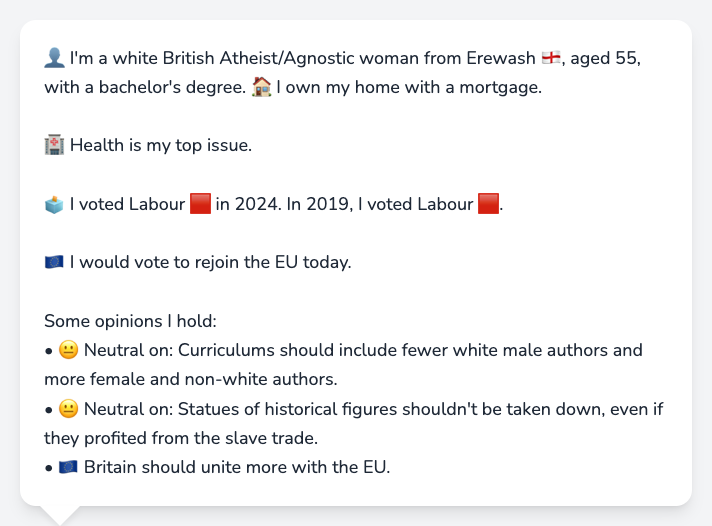 👤 I'm a white British Atheist/Agnostic woman from Erewash 🏴󠁧󠁢󠁥󠁮󠁧󠁿, aged 55,
with a bachelor's degree. 🏠 I own my home with a mortgage.
🏥 Health is my top issue.
🗳️ I voted Labour 🟥 in 2024. In 2019, I voted Labour 🟥.
🇪🇺 I would vote to rejoin the EU today.
Some opinions I hold:
• 😐 Neutral on: Curriculums should include fewer white male authors and
more female and non-white authors.
• 😐 Neutral on: Statues of historical figures shouldn't be taken down, even if
they profited from the slave trade.
• 🇪🇺 Britain should unite more with the EU.